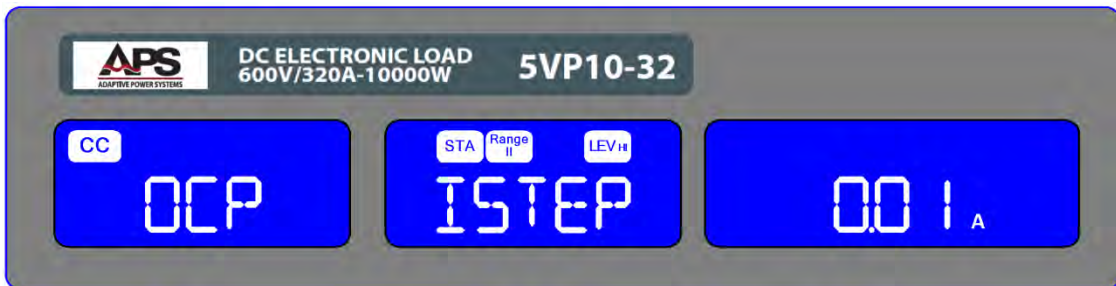 APS
ADAPTIVE POWER SYSTEMS
DC ELECTRONIC LOAD
600V/320A-10000W
5VP10-32
CC
OCP
STA
Range
II
LEV HI
ISTEP
0.01 A